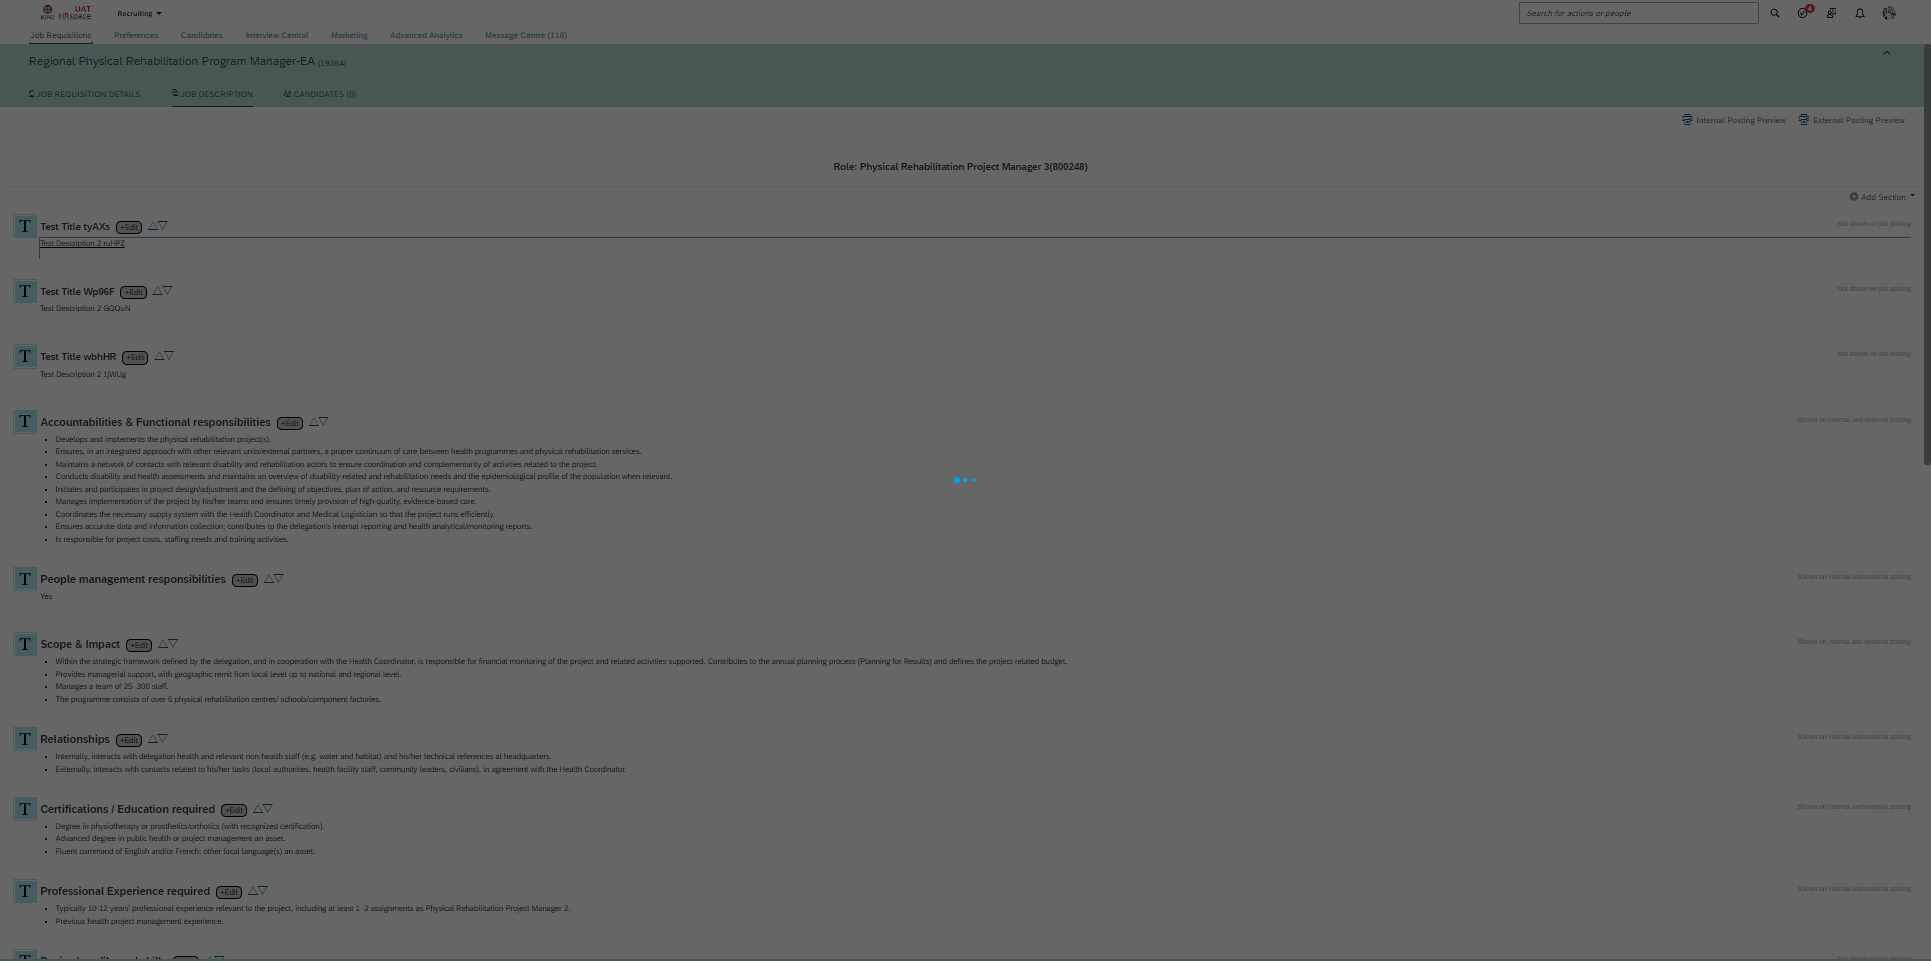 ICRC
UAT
HRspace
Recruiting
Search for actions or people
4
Job Requisitions
Preferences
Candidates
Interview Central
Marketing
Advanced Analytics
Message Centre (118)
Regional Physical Rehabilitation Program Manager-EA (19384)
JOB REQUISITION DETAILS
JOB DESCRIPTION
CANDIDATES (0)
Internal Posting Preview
External Posting Preview
Role: Physical Rehabilitation Project Manager 3(800248)
Add Section
T Test Title tyAXs +Edit
Not shown on job posting
Test Description 2 ruHPZ
T Test Title Wp96F +Edit
Not shown on job posting
Test Description 2 GQQuN
T Test Title wbhHR +Edit
Not shown on job posting
Test Description 2 1jWUg
T Accountabilities & Functional responsibilities +Edit
Shown on internal and external posting
• Develops and implements the physical rehabilitation project(s).
• Ensures, in an integrated approach with other relevant units/external partners, a proper continuum of care between health programmes and physical rehabilitation services.
• Maintains a network of contacts with relevant disability and rehabilitation actors to ensure coordination and complementarity of activities related to the project.
• Conducts disability and health assessments and maintains an overview of disability-related and rehabilitation needs and the epidemiological profile of the population when relevant.
• Initiates and participates in project design/adjustment and the defining of objectives, plan of action, and resource requirements.
• Manages implementation of the project by his/her teams and ensures timely provision of high-quality, evidence-based care.
• Coordinates the necessary supply system with the Health Coordinator and Medical Logistician so that the project runs efficiently.
• Ensures accurate data and information collection; contributes to the delegation's internal reporting and health analytical/monitoring reports.
• Is responsible for project costs, staffing needs and training activities.
T People management responsibilities +Edit
Shown on internal and external posting
Yes
T Scope & Impact +Edit
Shown on internal and external posting
• Within the strategic framework defined by the delegation, and in cooperation with the Health Coordinator, is responsible for financial monitoring of the project and related activities supported. Contributes to the annual planning process (Planning for Results) and defines the project-related budget.
• Provides managerial support, with geographic remit from local level up to national and regional level.
• Manages a team of 25-300 staff.
• The programme consists of over 6 physical rehabilitation centres/ schools/component factories.
T Relationships +Edit
Shown on internal and external posting
• Internally, interacts with delegation health and relevant non-health staff (e.g. water and habitat) and his/her technical references at headquarters.
• Externally, interacts with contacts related to his/her tasks (local authorities, health facility staff, community leaders, civilians), in agreement with the Health Coordinator.
T Certifications / Education required +Edit
Shown on internal and external posting
• Degree in physiotherapy or prosthetics/orthotics (with recognized certification).
• Advanced degree in public health or project management an asset.
• Fluent command of English and/or French; other local language(s) an asset.
T Professional Experience required +Edit
Shown on internal and external posting
• Typically 10-12 years' professional experience relevant to the project, including at least 1- 2 assignments as Physical Rehabilitation Project Manager 2.
• Previous health project management experience.